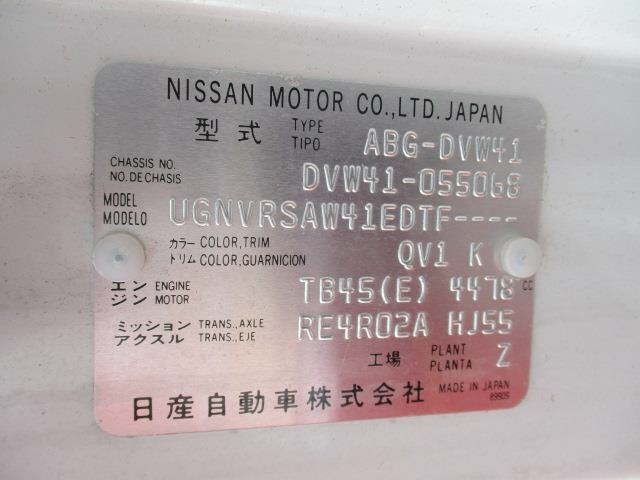 NISSAN MOTOR CO.,LTD. JAPAN
型式 TYPE TIPO ABG-DVW41
CHASSIS NO. NO. DE CHASIS DVW41-055068
MODEL MODELO UGNVRSAW41EDTF----
カラー COLOR, TRIM
トリム COLOR, GUARNICION QV1 K
エンジン ENGINE MOTOR TB45(E) 4478 CC
ミッション TRANS., AXLE
アクスル TRANS., EJE RE4R02A HJ55
工場 PLANT PLANTA Z
日産自動車株式会社 MADE IN JAPAN